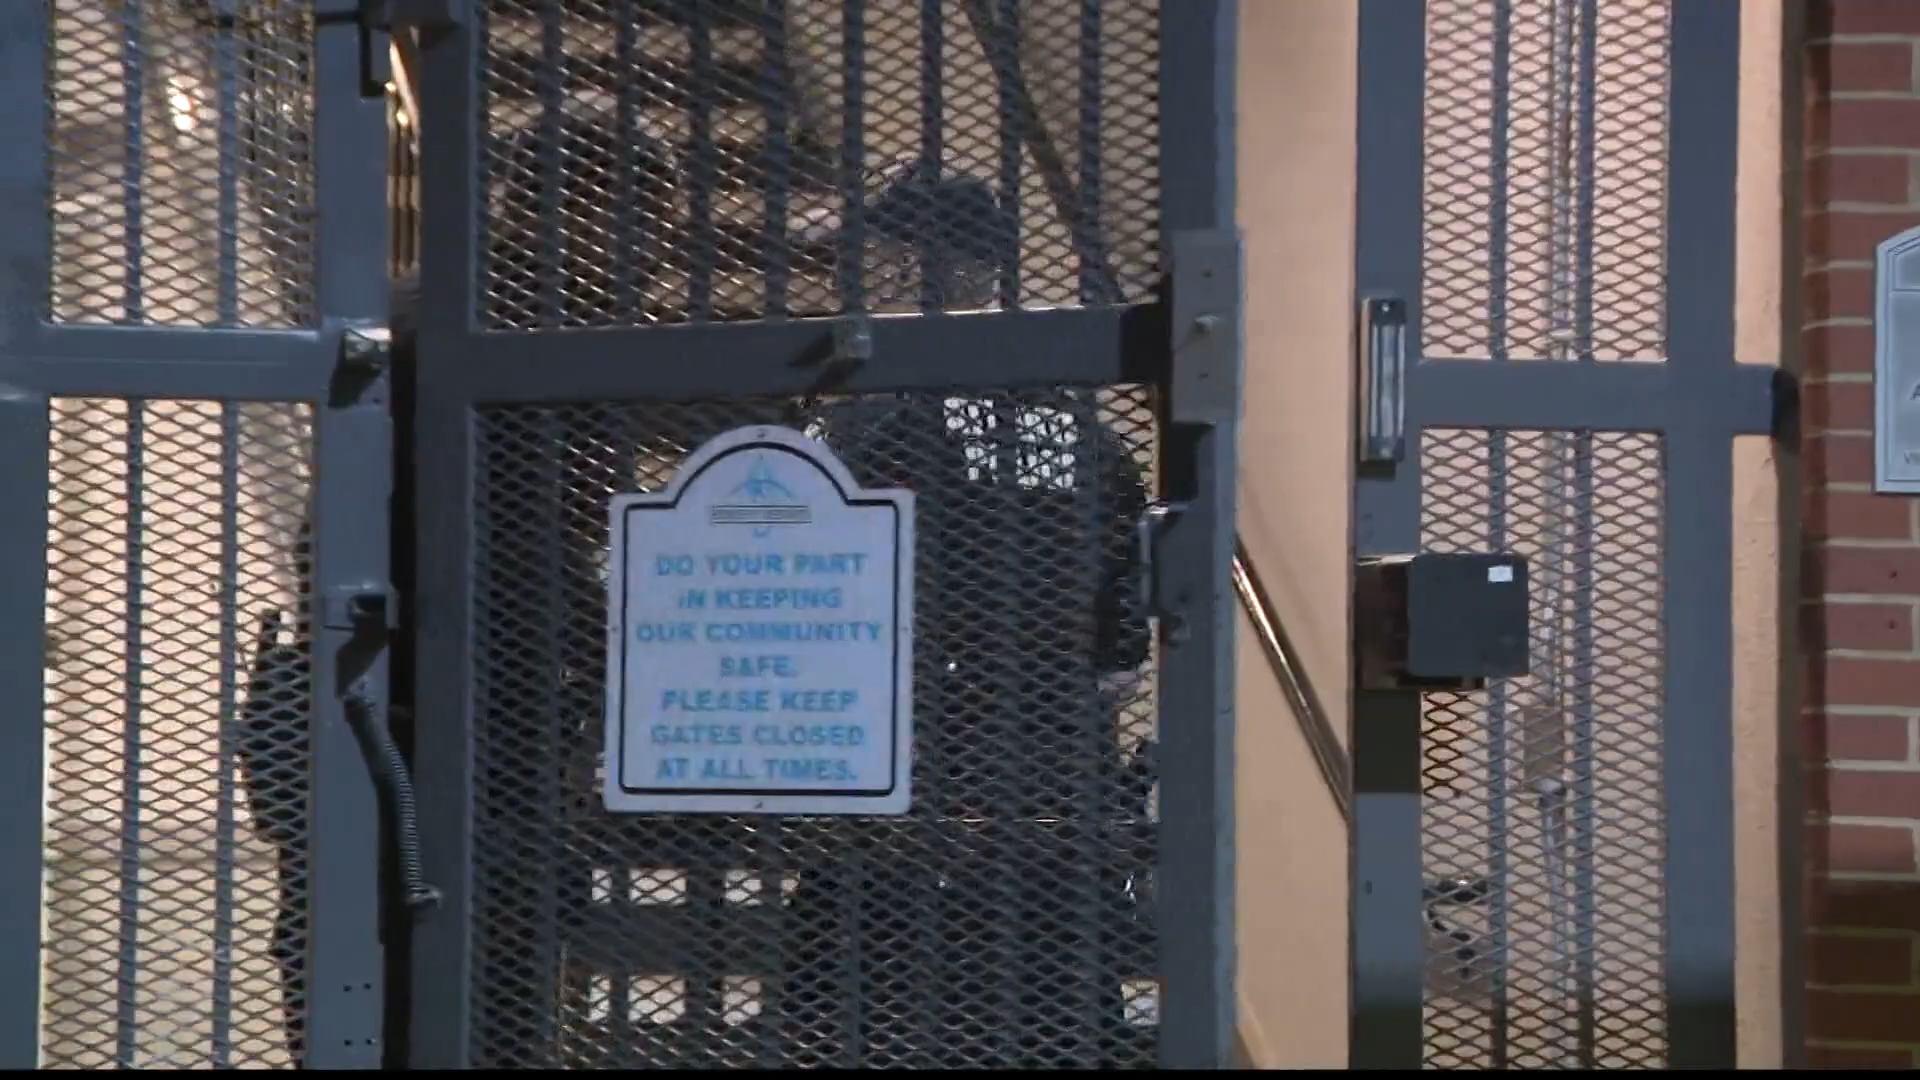 DO YOUR PART
IN KEEPING
OUR COMMUNITY
SAFE.
PLEASE KEEP
GATES CLOSED
AT ALL TIMES.